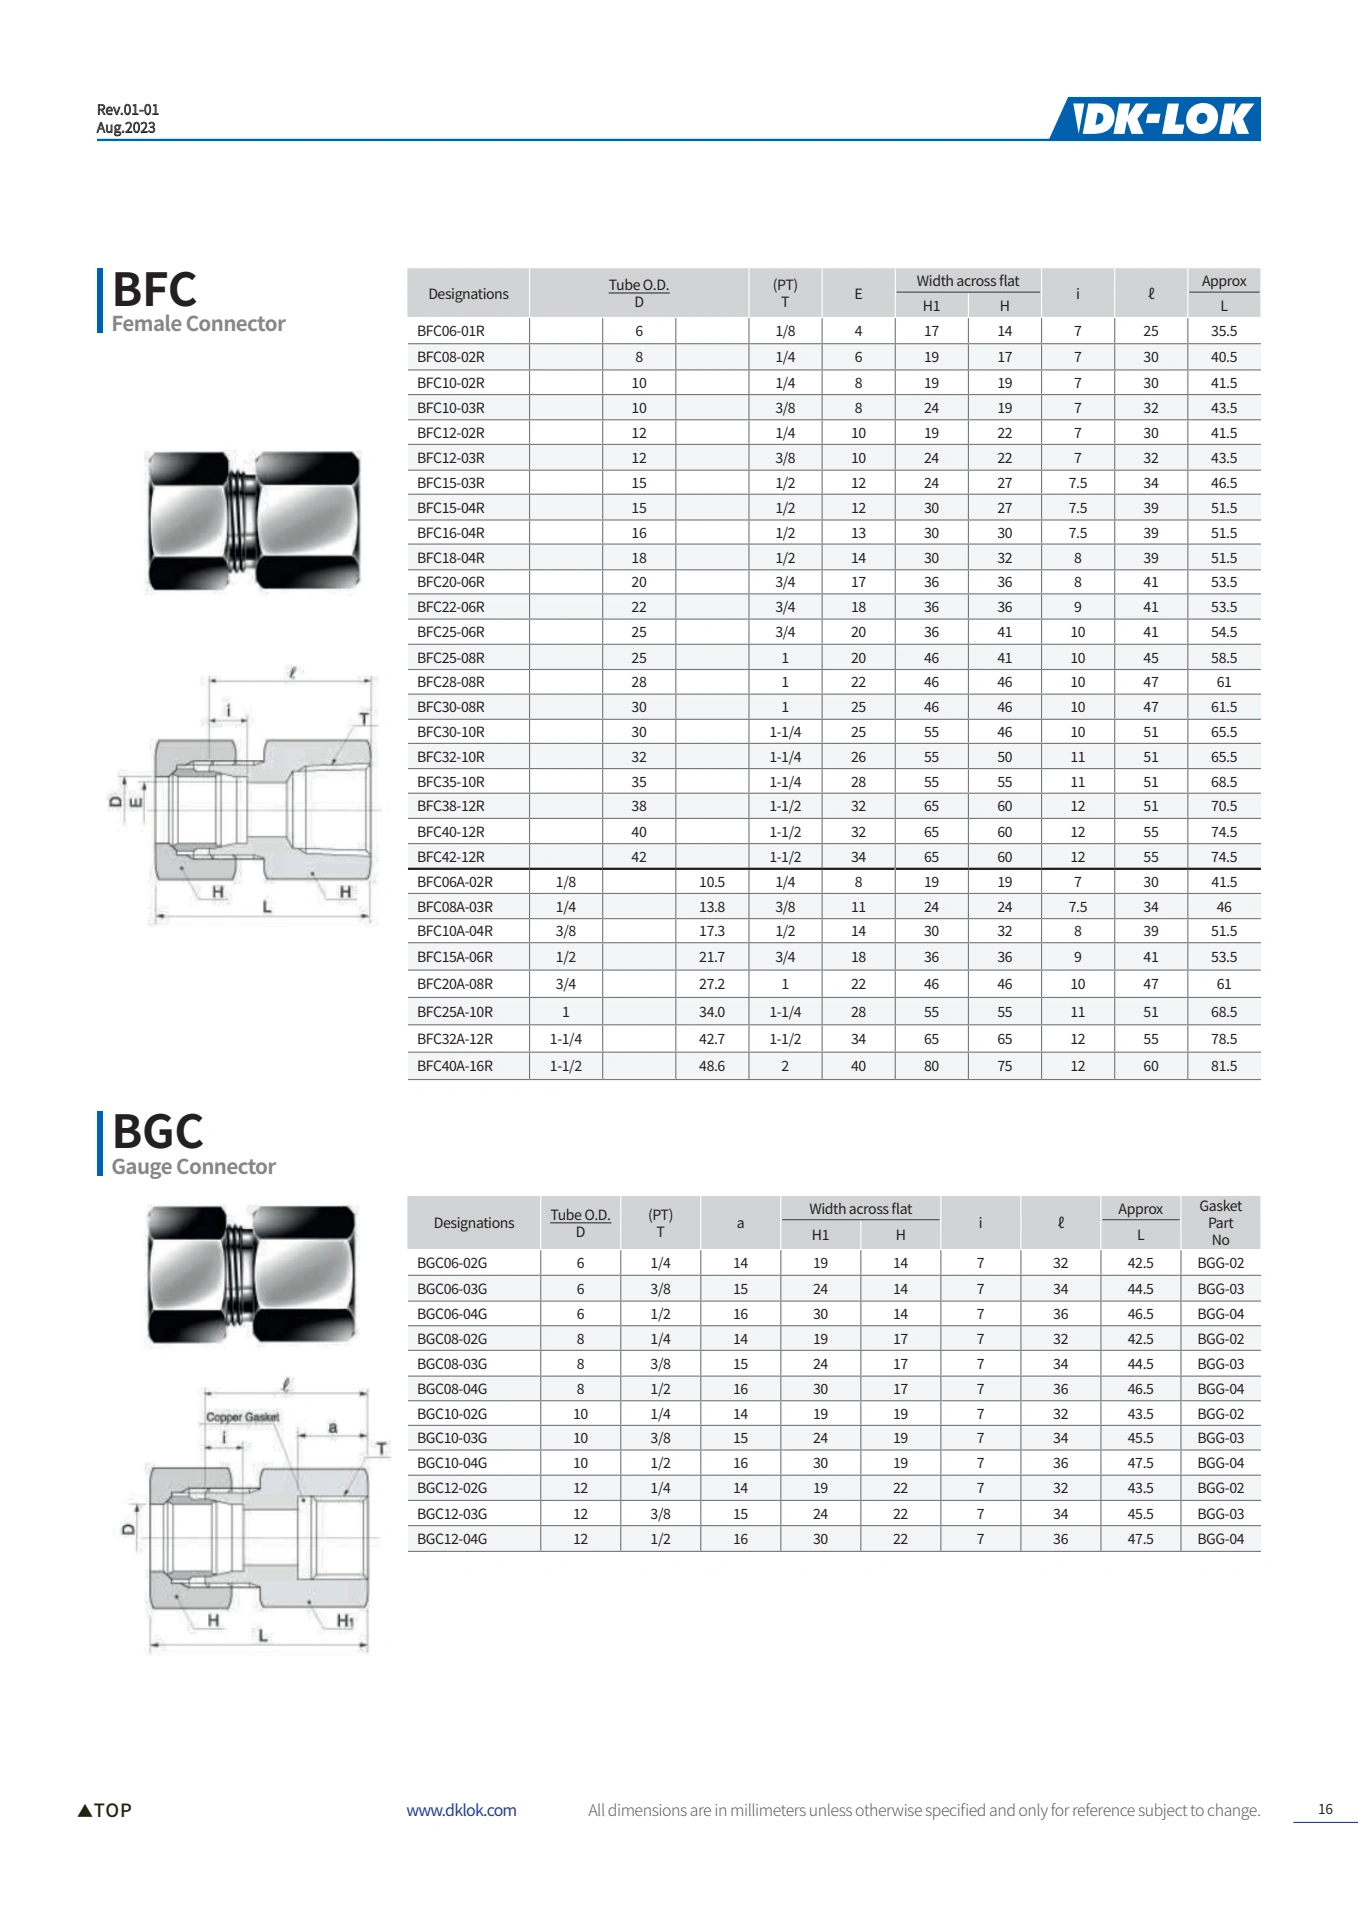 Rev.01-01
Aug.2023
DK-LOK
BFC
Female Connector
Designations Tube O.D. D (PT) T E Width across flat H1 H i ℓ Approx L
BFC06-01R 6 1/8 4 17 14 7 25 35.5
BFC08-02R 8 1/4 6 19 17 7 30 40.5
BFC10-02R 10 1/4 8 19 19 7 30 41.5
BFC10-03R 10 3/8 8 24 19 7 32 43.5
BFC12-02R 12 1/4 10 19 22 7 30 41.5
BFC12-03R 12 3/8 10 24 22 7 32 43.5
BFC15-03R 15 1/2 12 24 27 7.5 34 46.5
BFC15-04R 15 1/2 12 30 27 7.5 39 51.5
BFC16-04R 16 1/2 13 30 30 7.5 39 51.5
BFC18-04R 18 1/2 14 30 32 8 39 51.5
BFC20-06R 20 3/4 17 36 36 8 41 53.5
BFC22-06R 22 3/4 18 36 36 9 41 53.5
BFC25-06R 25 3/4 20 36 41 10 41 54.5
BFC25-08R 25 1 20 46 41 10 45 58.5
BFC28-08R 28 1 22 46 46 10 47 61
BFC30-08R 30 1 25 46 46 10 47 61.5
BFC30-10R 30 1-1/4 25 55 46 10 51 65.5
BFC32-10R 32 1-1/4 26 55 50 11 51 65.5
BFC35-10R 35 1-1/4 28 55 55 11 51 68.5
BFC38-12R 38 1-1/2 32 65 60 12 51 70.5
BFC40-12R 40 1-1/2 32 65 60 12 55 74.5
BFC42-12R 42 1-1/2 34 65 60 12 55 74.5
BFC06A-02R 1/8 10.5 1/4 8 19 19 7 30 41.5
BFC08A-03R 1/4 13.8 3/8 11 24 24 7.5 34 46
BFC10A-04R 3/8 17.3 1/2 14 30 32 8 39 51.5
BFC15A-06R 1/2 21.7 3/4 18 36 36 9 41 53.5
BFC20A-08R 3/4 27.2 1 22 46 46 10 47 61
BFC25A-10R 1 34.0 1-1/4 28 55 55 11 51 68.5
BFC32A-12R 1-1/4 42.7 1-1/2 34 65 65 12 55 78.5
BFC40A-16R 1-1/2 48.6 2 40 80 75 12 60 81.5
ℓ
i
T
D E
H H
L
BGC
Gauge Connector
Designations Tube O.D. D (PT) T a Width across flat H1 H i ℓ Approx L Gasket Part No
BGC06-02G 6 1/4 14 19 14 7 32 42.5 BGG-02
BGC06-03G 6 3/8 15 24 14 7 34 44.5 BGG-03
BGC06-04G 6 1/2 16 30 14 7 36 46.5 BGG-04
BGC08-02G 8 1/4 14 19 17 7 32 42.5 BGG-02
BGC08-03G 8 3/8 15 24 17 7 34 44.5 BGG-03
BGC08-04G 8 1/2 16 30 17 7 36 46.5 BGG-04
BGC10-02G 10 1/4 14 19 19 7 32 43.5 BGG-02
BGC10-03G 10 3/8 15 24 19 7 34 45.5 BGG-03
BGC10-04G 10 1/2 16 30 19 7 36 47.5 BGG-04
BGC12-02G 12 1/4 14 19 22 7 32 43.5 BGG-02
BGC12-03G 12 3/8 15 24 22 7 34 45.5 BGG-03
BGC12-04G 12 1/2 16 30 22 7 36 47.5 BGG-04
ℓ
Copper Gasket
a
i
T
D
H H1
L
▲TOP
www.dklok.com
All dimensions are in millimeters unless otherwise specified and only for reference subject to change.
16